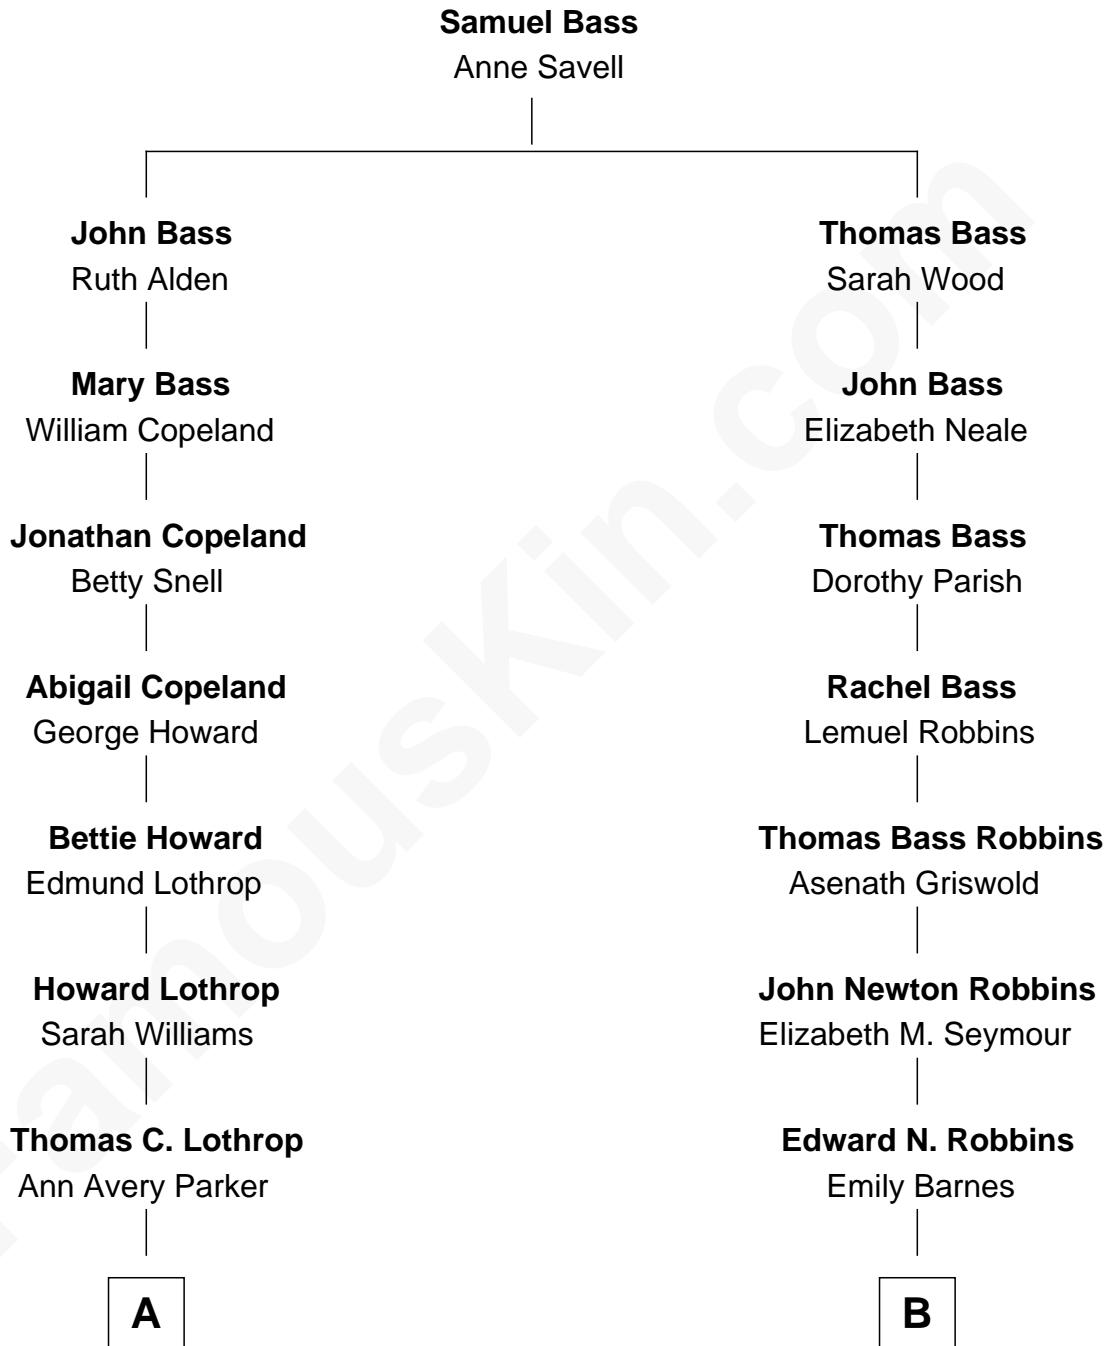 Samuel Bass
Anne Savell
John Bass
Ruth Alden
Thomas Bass
Sarah Wood
Mary Bass
William Copeland
John Bass
Elizabeth Neale
Jonathan Copeland
Betty Snell
Thomas Bass
Dorothy Parish
Abigail Copeland
George Howard
Rachel Bass
Lemuel Robbins
Bettie Howard
Edmund Lothrop
Thomas Bass Robbins
Asenath Griswold
Howard Lothrop
Sarah Williams
John Newton Robbins
Elizabeth M. Seymour
Thomas C. Lothrop
Ann Avery Parker
Edward N. Robbins
Emily Barnes
A
B
FamousKin.com